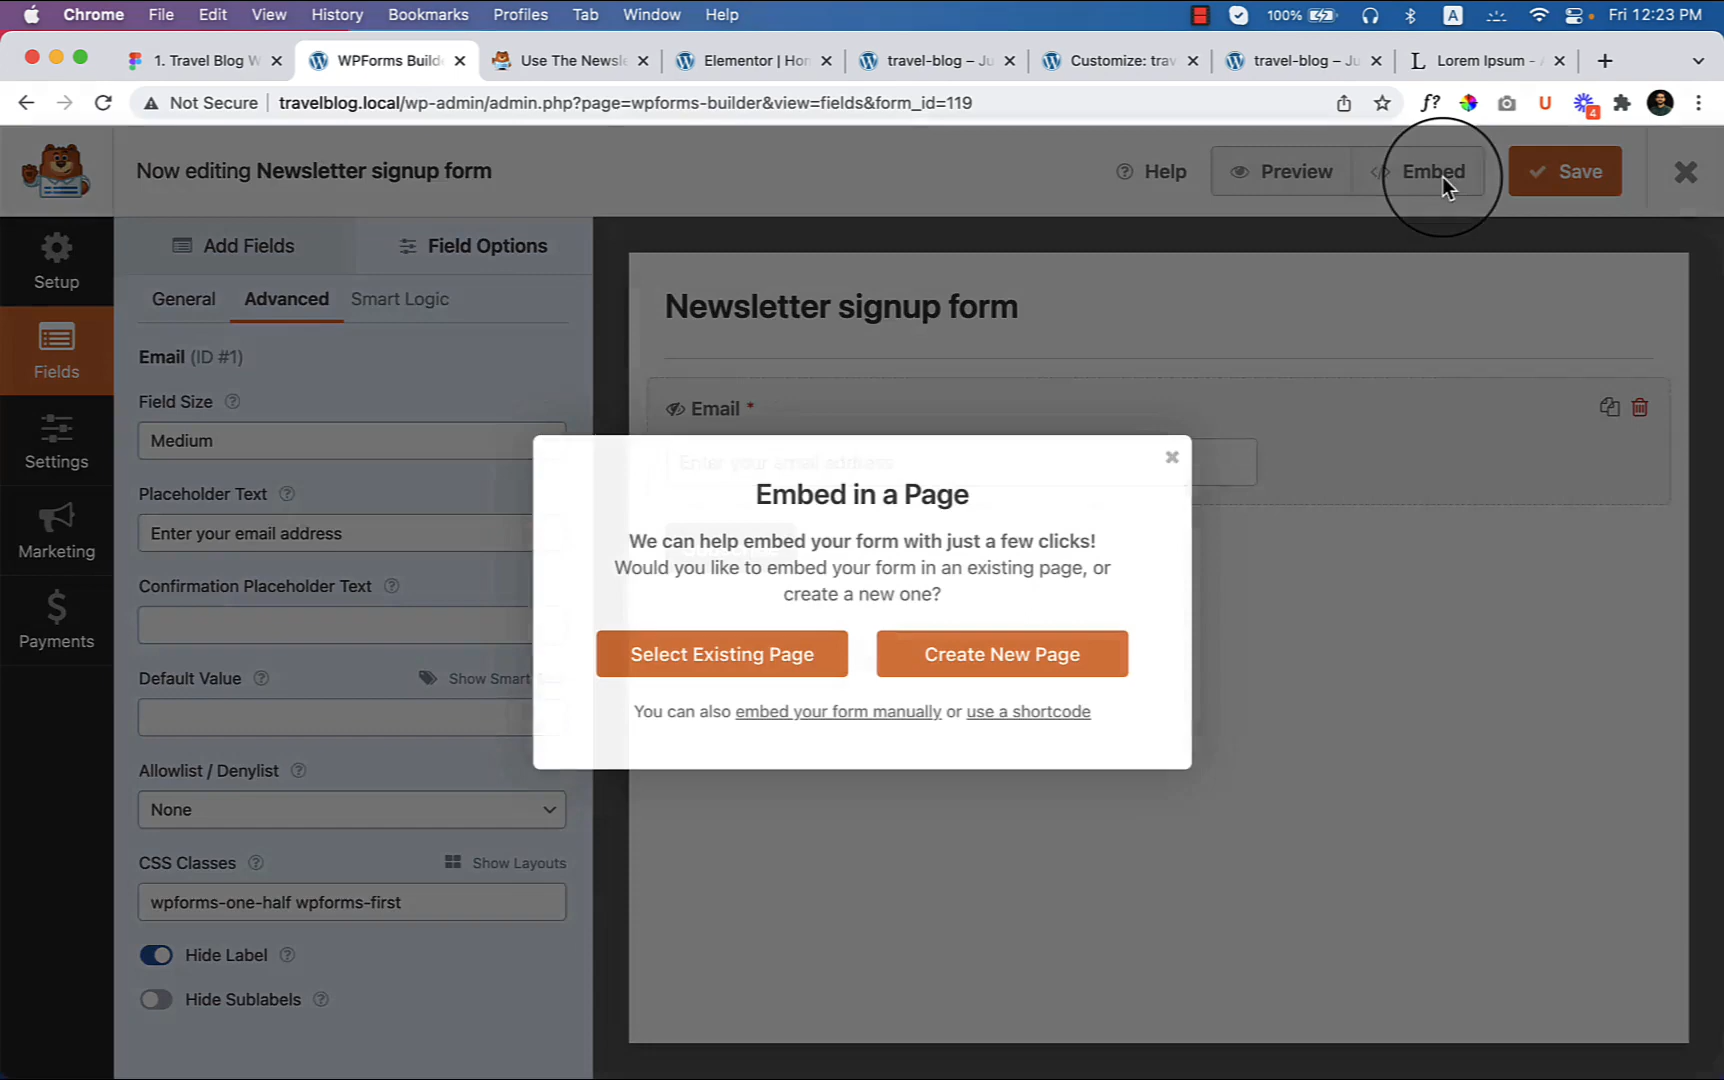 Chrome File Edit View History Bookmarks Profiles Tab Window Help 100% A Fri 12:23 PM
1. Travel Blog W WPForms Build Use The Newsle Elementor | Hon travel-blog – Ju Customize: trav travel-blog – Ju L Lorem Ipsum -
Not Secure travelblog.local/wp-admin/admin.php?page=wpforms-builder&view=fields&form_id=119 f? U 4
Now editing Newsletter signup form Help Preview Embed Save
Setup
Fields
Settings
Marketing
Payments
Add Fields Field Options
General Advanced Smart Logic
Email (ID #1)
Field Size
Medium
Placeholder Text
Enter your email address
Confirmation Placeholder Text
Default Value Show Smart
Allowlist / Denylist
None
CSS Classes Show Layouts
wpforms-one-half wpforms-first
Hide Label
Hide Sublabels
Newsletter signup form
Email *
Enter your email address
Embed in a Page
We can help embed your form with just a few clicks!
Would you like to embed your form in an existing page, or
create a new one?
Select Existing Page Create New Page
You can also embed your form manually or use a shortcode